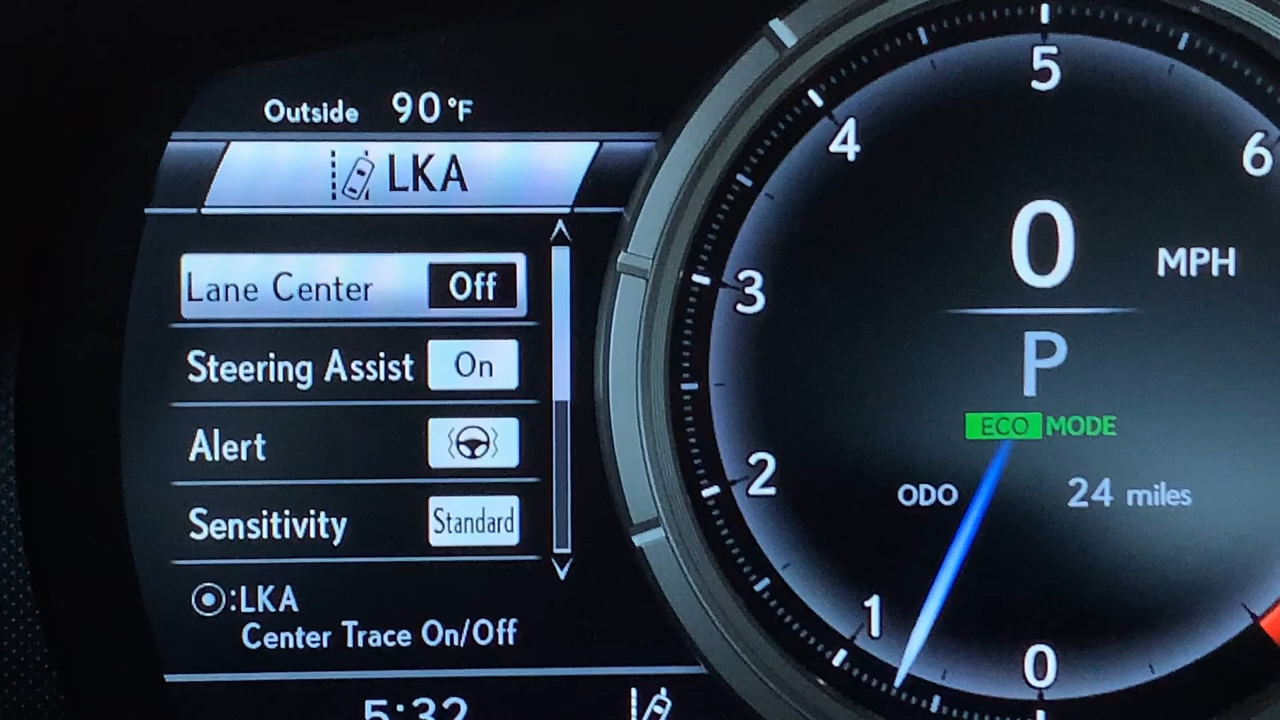 Outside 90 °F
LKA
Lane Center Off
Steering Assist On
Alert
Sensitivity Standard
:LKA
Center Trace On/Off
5:32
5
4
6
3
2
1
0
0 MPH
P
ECO MODE
ODO 24 miles